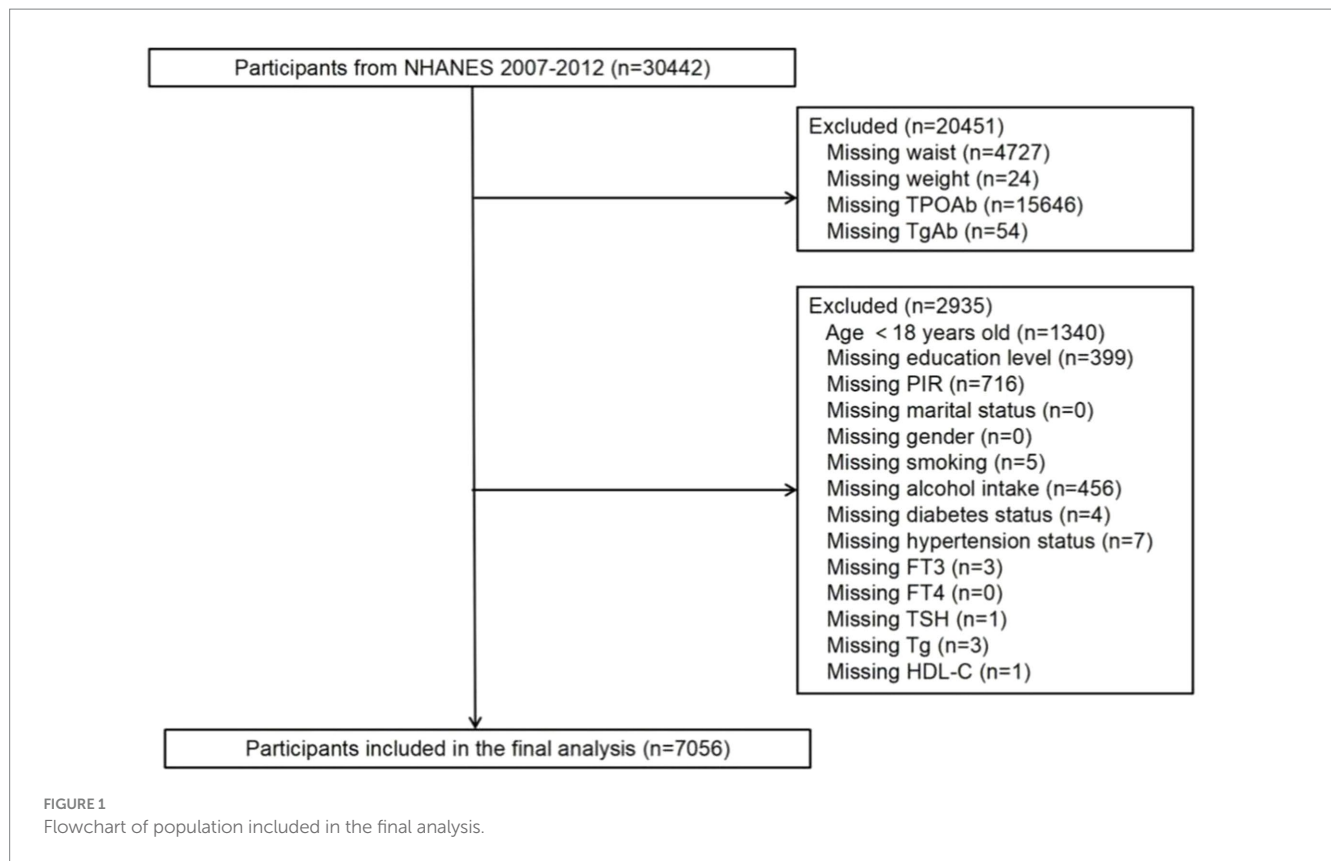 Participants from NHANES 2007-2012 (n=30442)
Excluded (n=20451)
Missing waist (n=4727)
Missing weight (n=24)
Missing TPOAb (n=15646)
Missing TgAb (n=54)
Excluded (n=2935)
Age < 18 years old (n=1340)
Missing education level (n=399)
Missing PIR (n=716)
Missing marital status (n=0)
Missing gender (n=0)
Missing smoking (n=5)
Missing alcohol intake (n=456)
Missing diabetes status (n=4)
Missing hypertension status (n=7)
Missing FT3 (n=3)
Missing FT4 (n=0)
Missing TSH (n=1)
Missing Tg (n=3)
Missing HDL-C (n=1)
Participants included in the final analysis (n=7056)
FIGURE 1
Flowchart of population included in the final analysis.